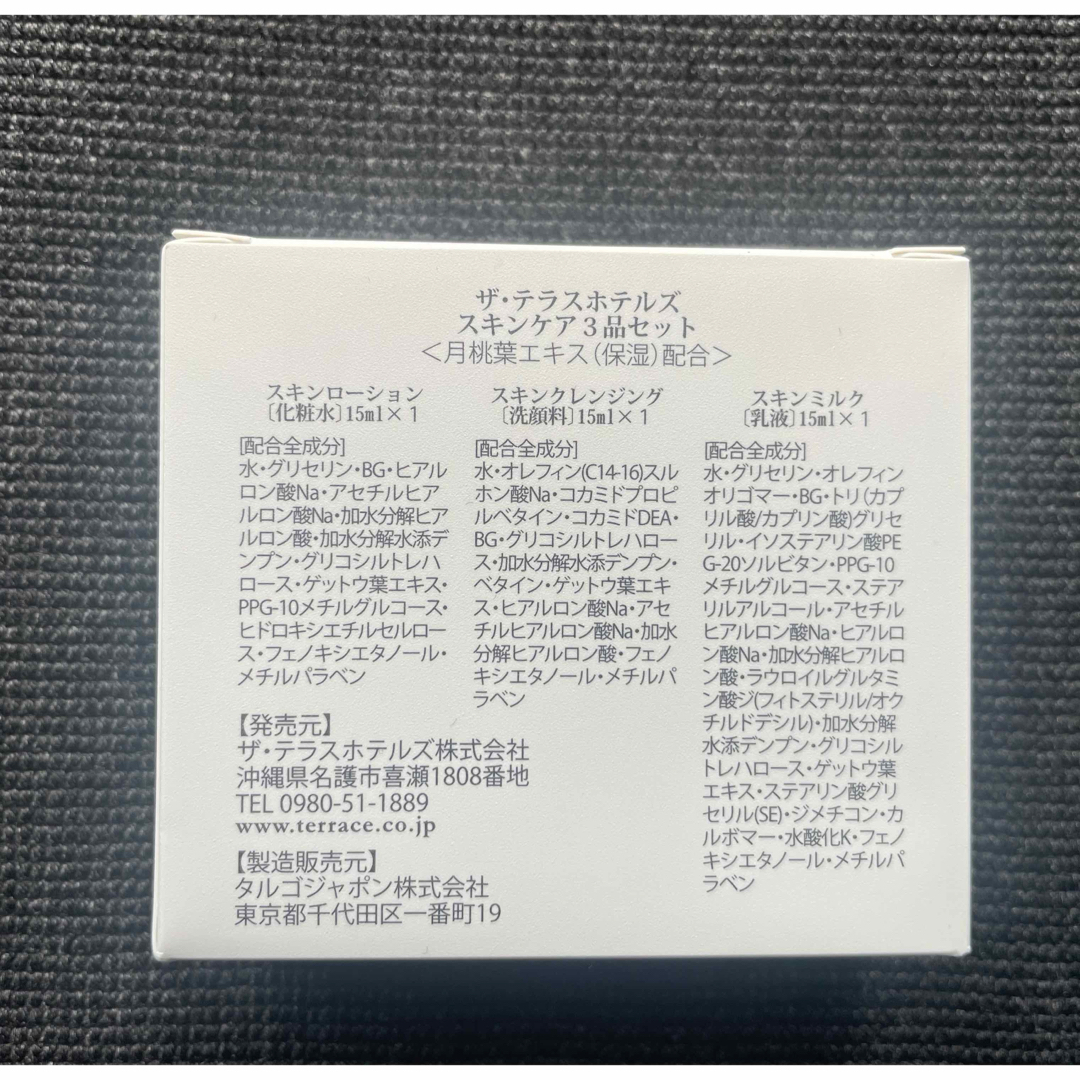 ザ・テラスホテルズ
スキンケア3品セット
＜月桃葉エキス(保湿)配合＞
スキンローション
〔化粧水〕15ml×1
[配合全成分]
水・グリセリン・BG・ヒアル
ロン酸Na・アセチルヒア
ルロン酸Na・加水分解ヒア
ルロン酸・加水分解水添デ
ンプン・グリコシルトレハ
ロース・ゲットウ葉エキス・
PPG-10メチルグルコース・
ヒドロキシエチルセルロー
ス・フェノキシエタノール・
メチルパラベン
スキンクレンジング
〔洗顔料〕15ml×1
[配合全成分]
水・オレフィン(C14-16)スル
ホン酸Na・コカミドプロピ
ルベタイン・コカミドDEA・
BG・グリコシルトレハロー
ス・加水分解水添デンプン・
ベタイン・ゲットウ葉エキ
ス・ヒアルロン酸Na・アセ
チルヒアルロン酸Na・加水
分解ヒアルロン酸・フェノ
キシエタノール・メチルパ
ラベン
スキンミルク
〔乳液〕15ml×1
[配合全成分]
水・グリセリン・オレフィン
オリゴマー・BG・トリ(カプ
リル酸/カプリン酸)グリセ
リル・イソステアリン酸PE
G-20ソルビタン・PPG-10
メチルグルコース・ステア
リルアルコール・アセチル
ヒアルロン酸Na・ヒアルロ
ン酸Na・加水分解ヒアルロ
ン酸・ラウロイルグルタミ
ン酸ジ(フィトステリル/オク
チルドデシル)・加水分解
水添デンプン・グリコシル
トレハロース・ゲットウ葉
エキス・ステアリン酸グリ
セリル(SE)・ジメチコン・カ
ルボマー・水酸化K・フェノ
キシエタノール・メチルパ
ラベン
【発売元】
ザ・テラスホテルズ株式会社
沖縄県名護市喜瀬1808番地
TEL 0980-51-1889
www.terrace.co.jp
【製造販売元】
タルゴジャポン株式会社
東京都千代田区一番町19